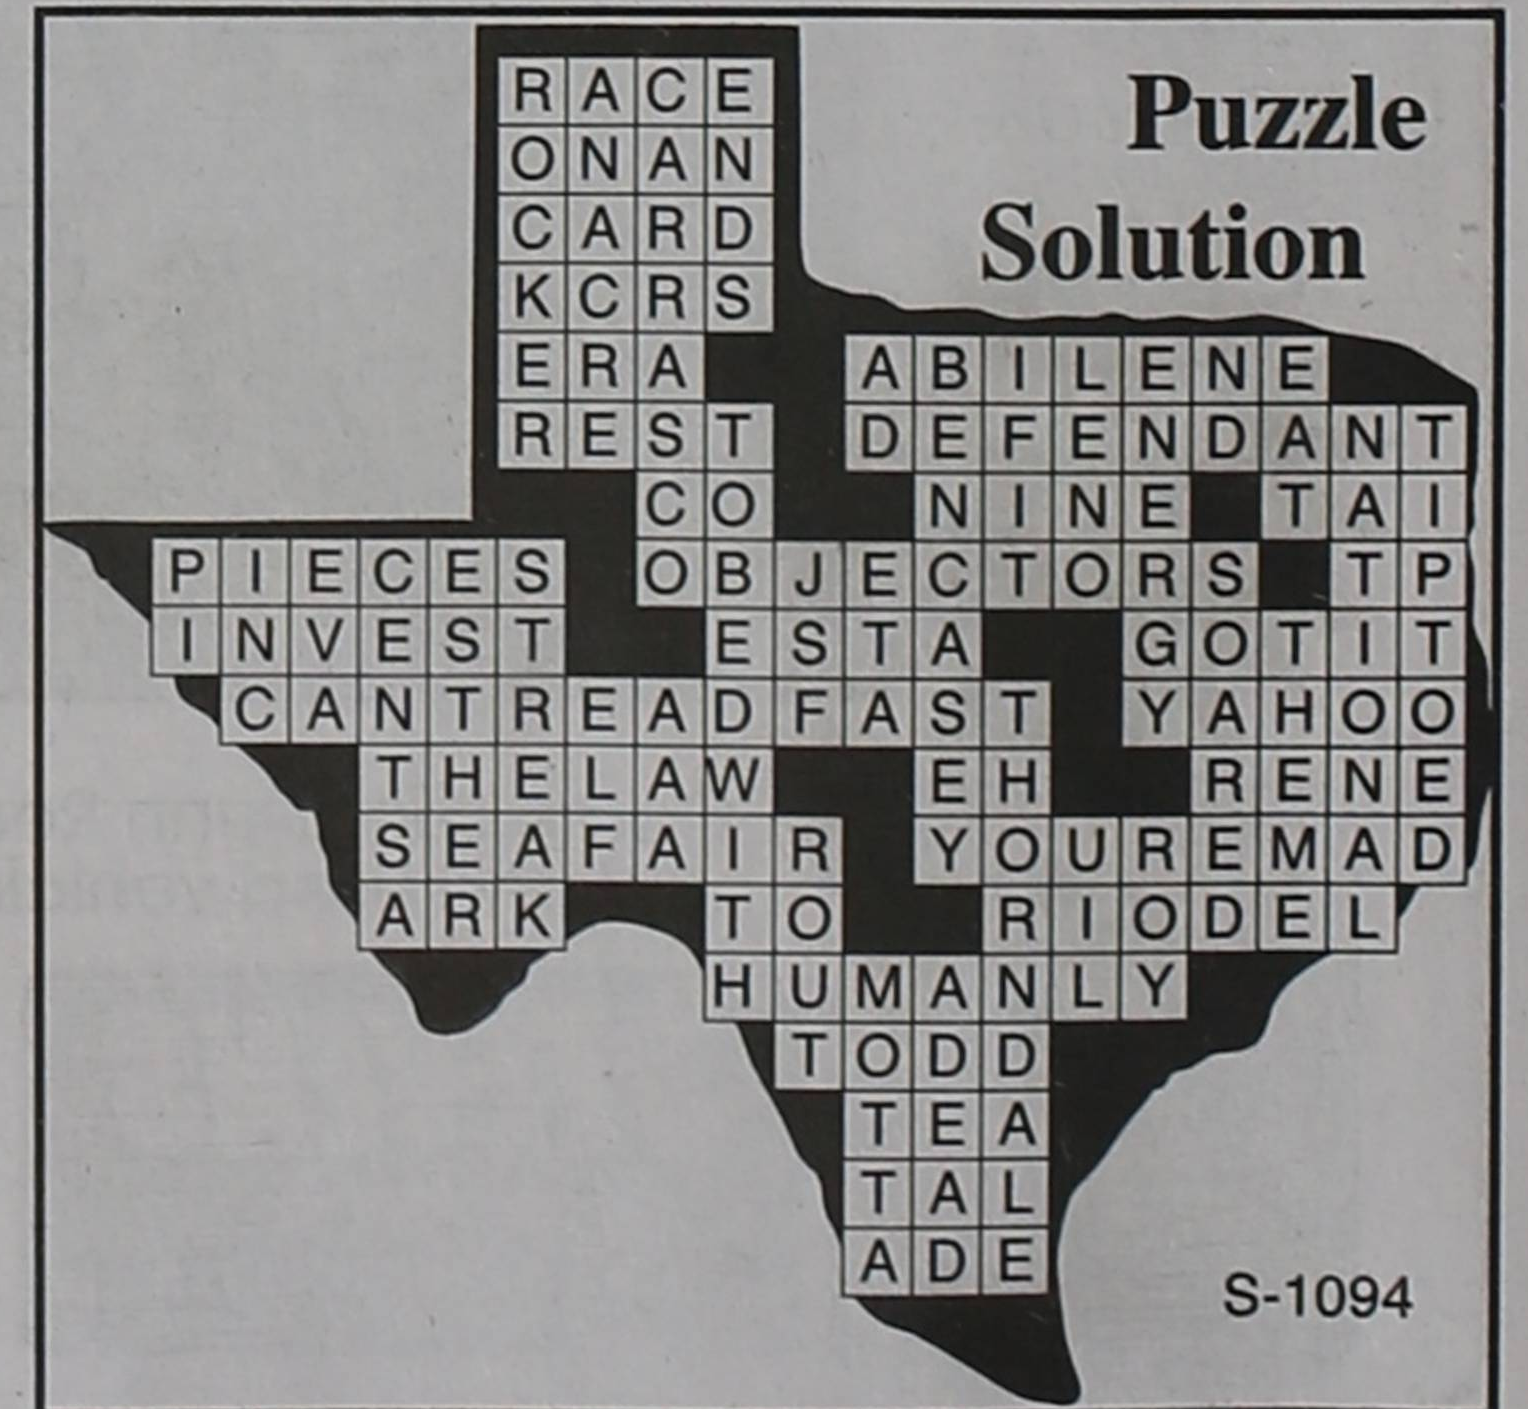 Puzzle
Solution
RACE
ONAN
CARD
KCRS
ERA ABILENE
REST DEFENDANT
CO NINE TAI
PIECES OBJECTORS TP
INVEST ESTA GOTIT
CANTREADFAST YAHOO
THELAW EH RENE
SEAFAIR YOUREMAD
ARK TO RIODEL
HUMANLY
TODD
TEA
TAL
ADE
S-1094